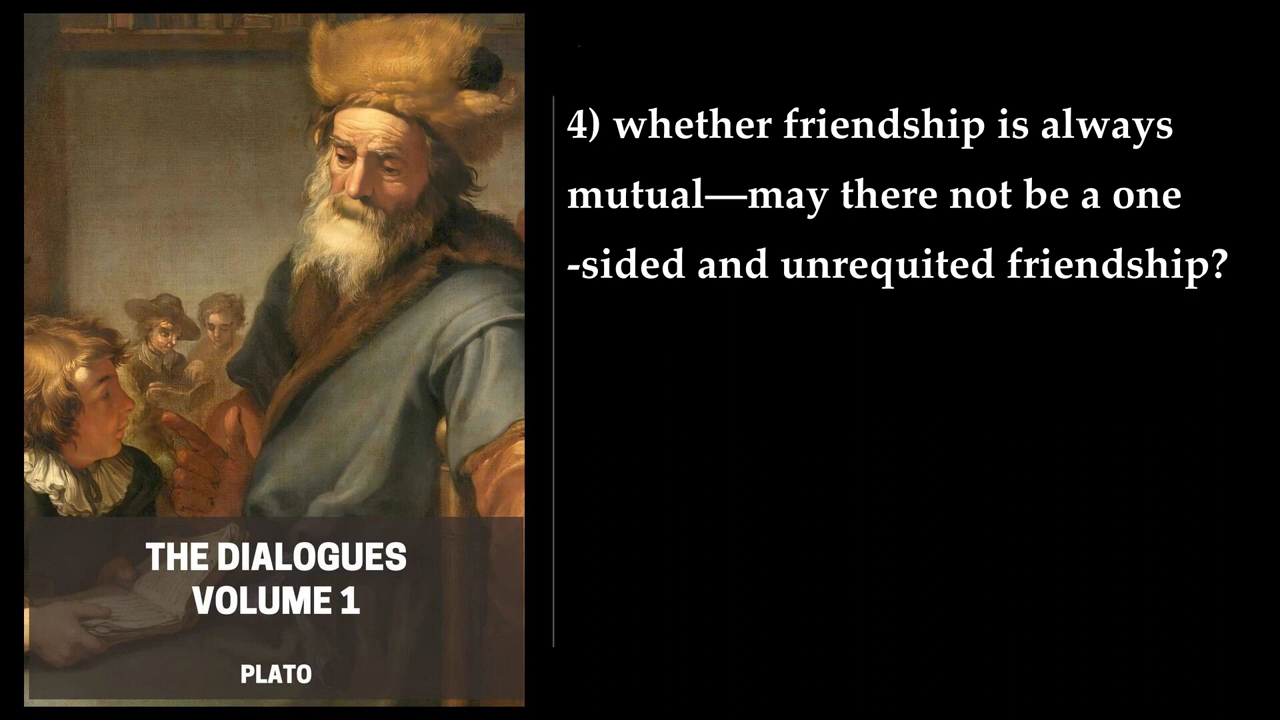 THE DIALOGUES
VOLUME 1
PLATO
4) whether friendship is always
mutual—may there not be a one
-sided and unrequited friendship?